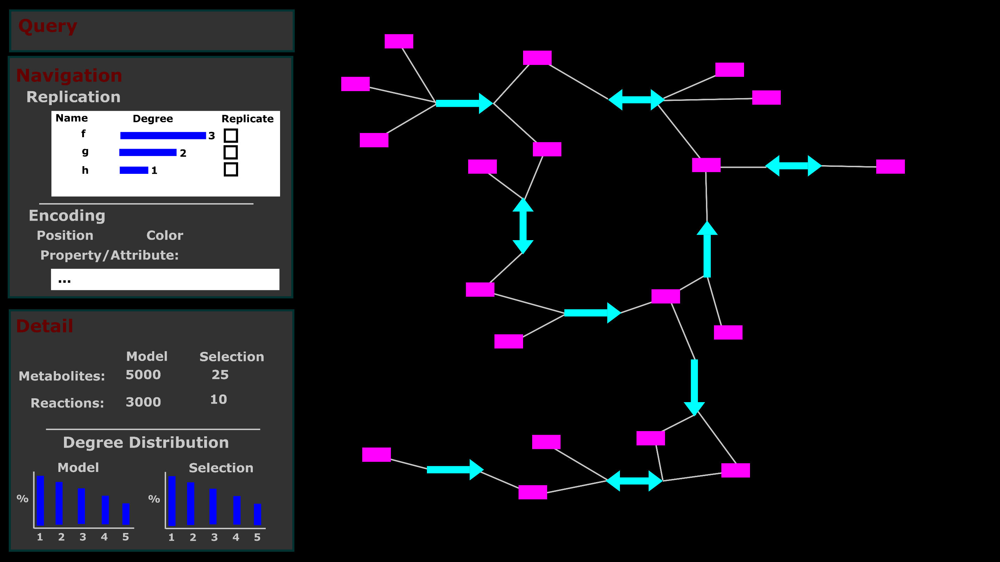 Query
Navigation
Replication
Name Degree Replicate
f 3
g 2
h 1
Encoding
Position Color
Property/Attribute:
...
Detail
Model Selection
Metabolites: 5000 25
Reactions: 3000 10
Degree Distribution
Model Selection
% %
1 2 3 4 5 1 2 3 4 5